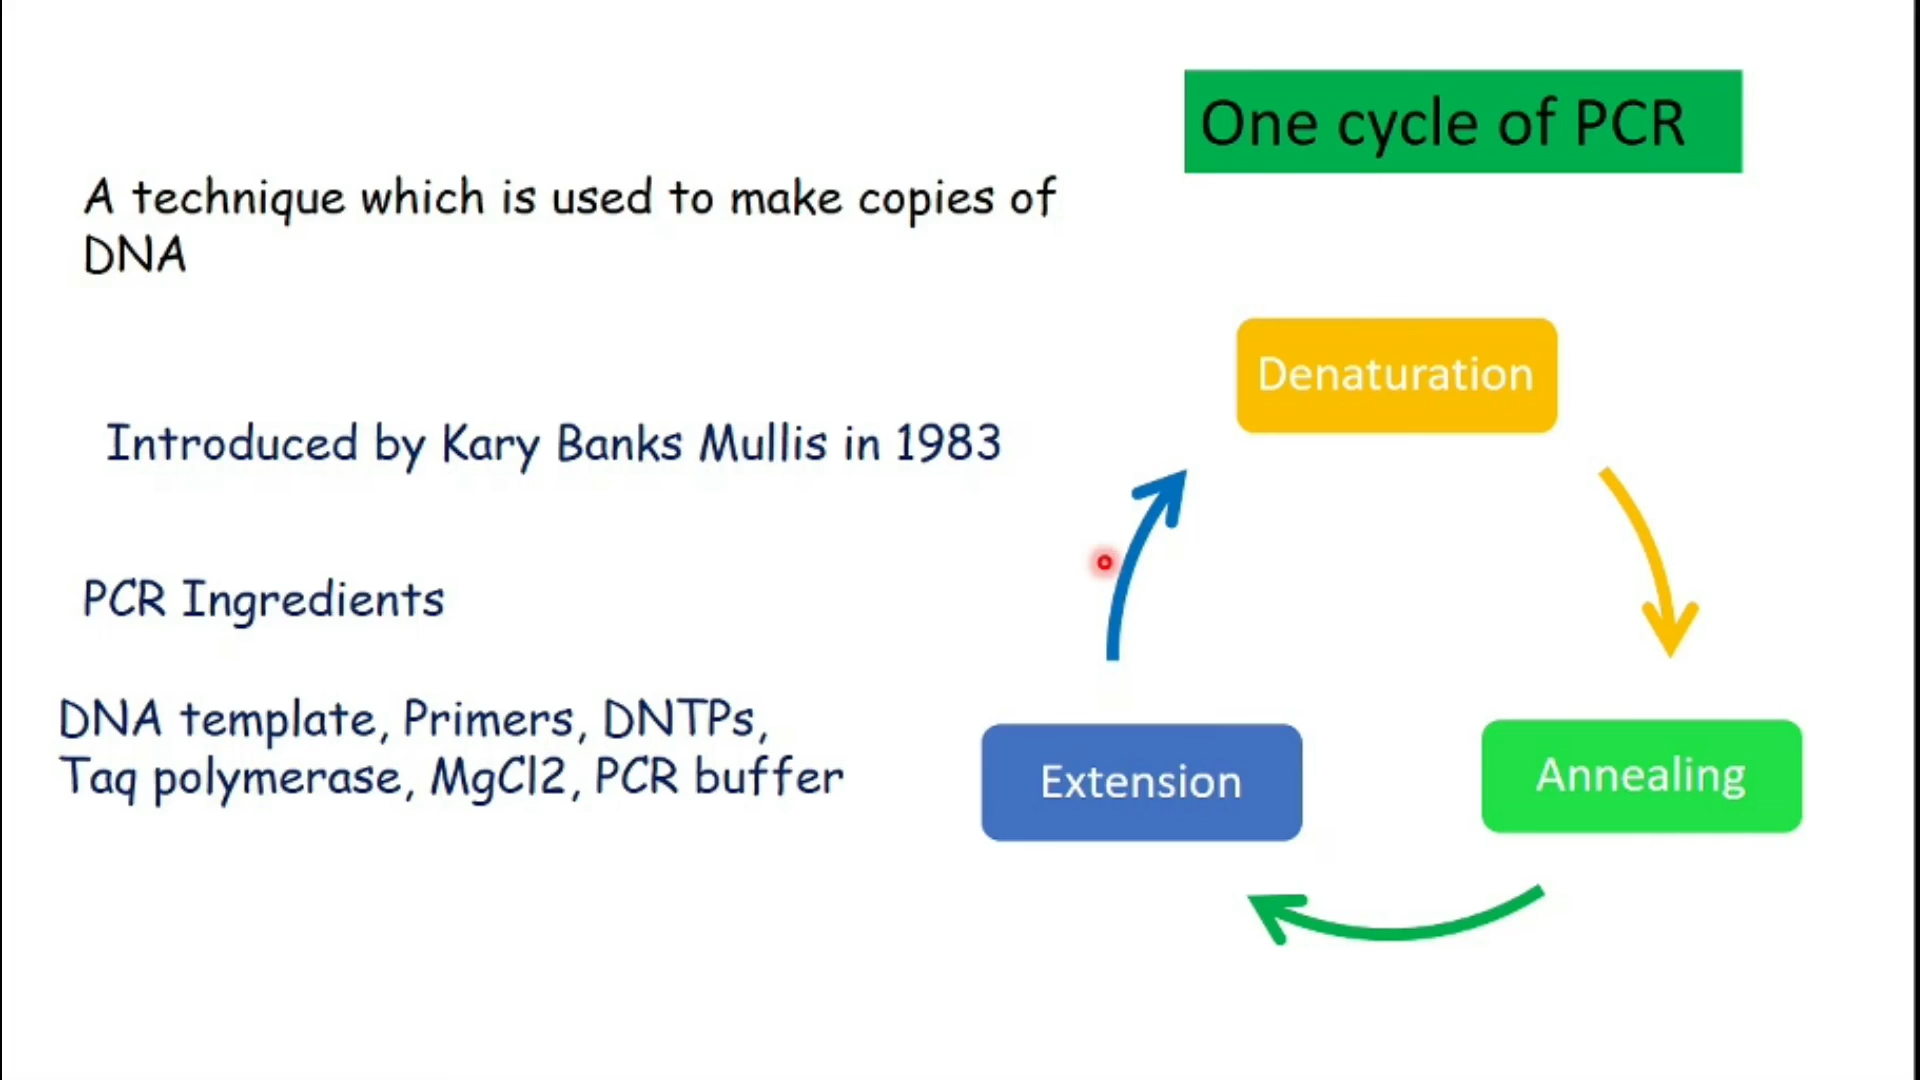 One cycle of PCR
A technique which is used to make copies of
DNA
Introduced by Kary Banks Mullis in 1983
PCR Ingredients
DNA template, Primers, DNTPs,
Taq polymerase, MgCl2, PCR buffer
Denaturation
Annealing
Extension